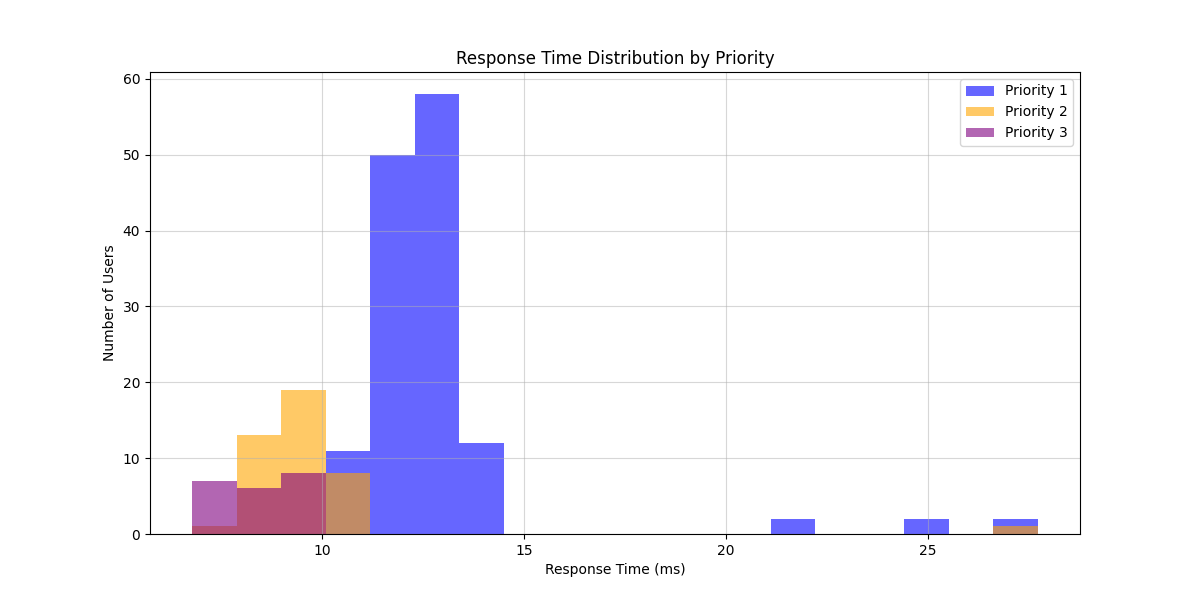 Response Time Distribution by Priority
60
50
40
30
20
10
0
Number of Users
Priority 1
Priority 2
Priority 3
10
15
20
25
Response Time (ms)